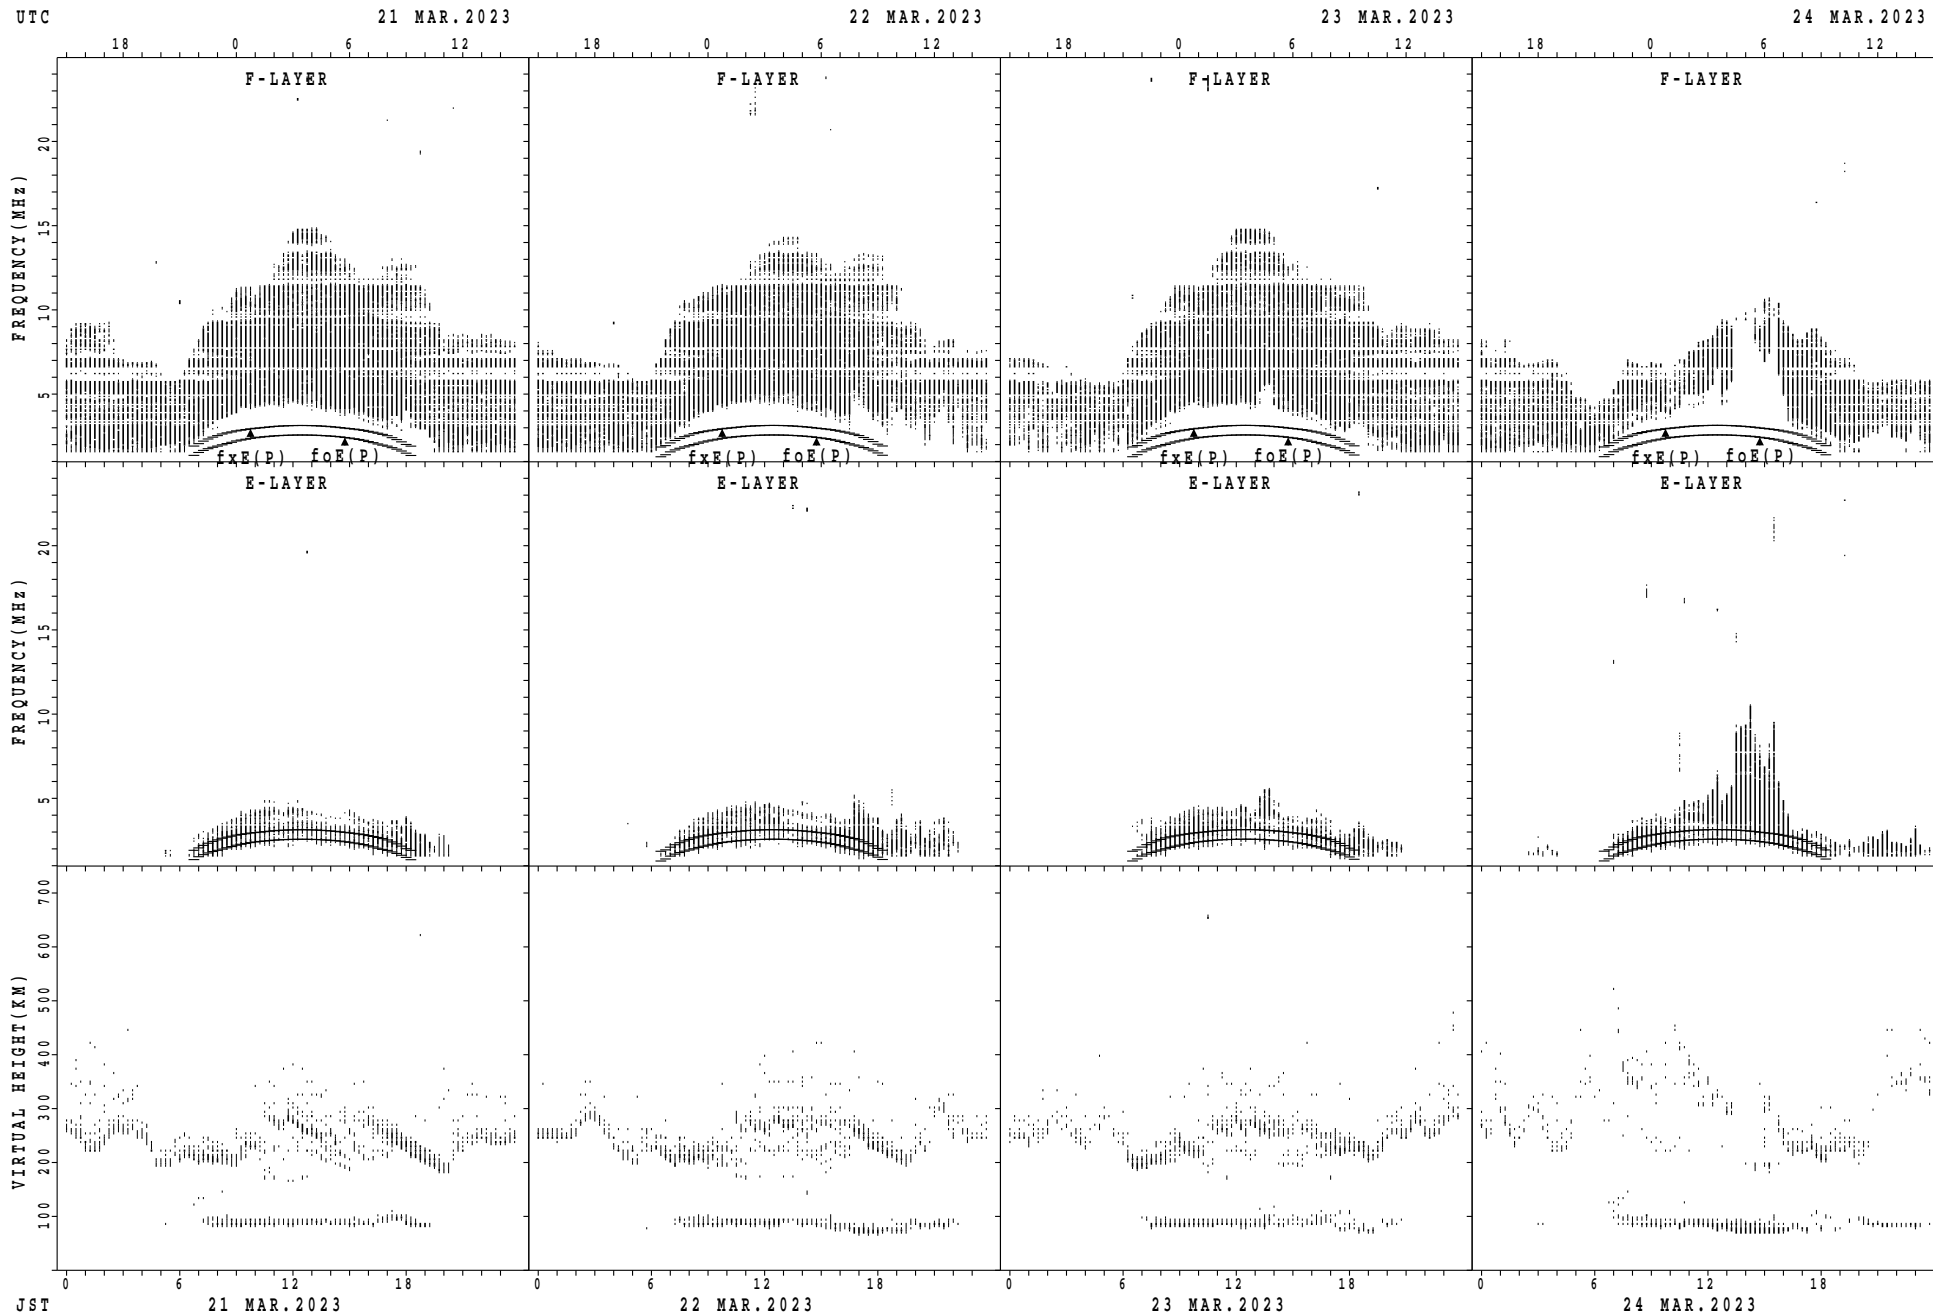 UTC 21 MAR.2023 22 MAR.2023 23 MAR.2023 24 MAR.2023
18 0 6 12 18 0 6 12 18 0 6 12 18 0 6 12
F-LAYER F-LAYER F-LAYER F-LAYER
FREQUENCY(MHz)
20
15
10
5
fxE(P) foE(P) fxE(P) foE(P) fxE(P) foE(P) fxE(P) foE(P)
E-LAYER E-LAYER E-LAYER E-LAYER
FREQUENCY(MHz)
20
15
10
5
VIRTUAL HEIGHT(KM)
700
600
500
400
300
200
100
0 6 12 18 0 6 12 18 0 6 12 18 0 6 12 18
JST 21 MAR.2023 22 MAR.2023 23 MAR.2023 24 MAR.2023